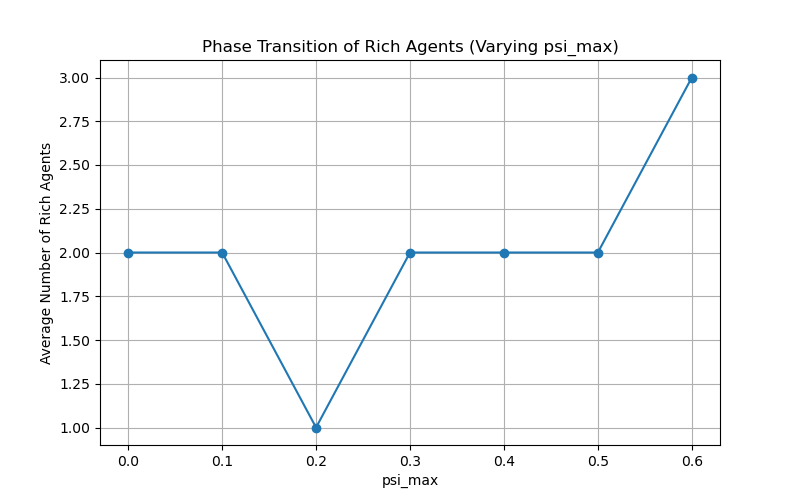 Phase Transition of Rich Agents (Varying psi_max)
Average Number of Rich Agents
3.00
2.75
2.50
2.25
2.00
1.75
1.50
1.25
1.00
0.0 0.1 0.2 0.3 0.4 0.5 0.6
psi_max